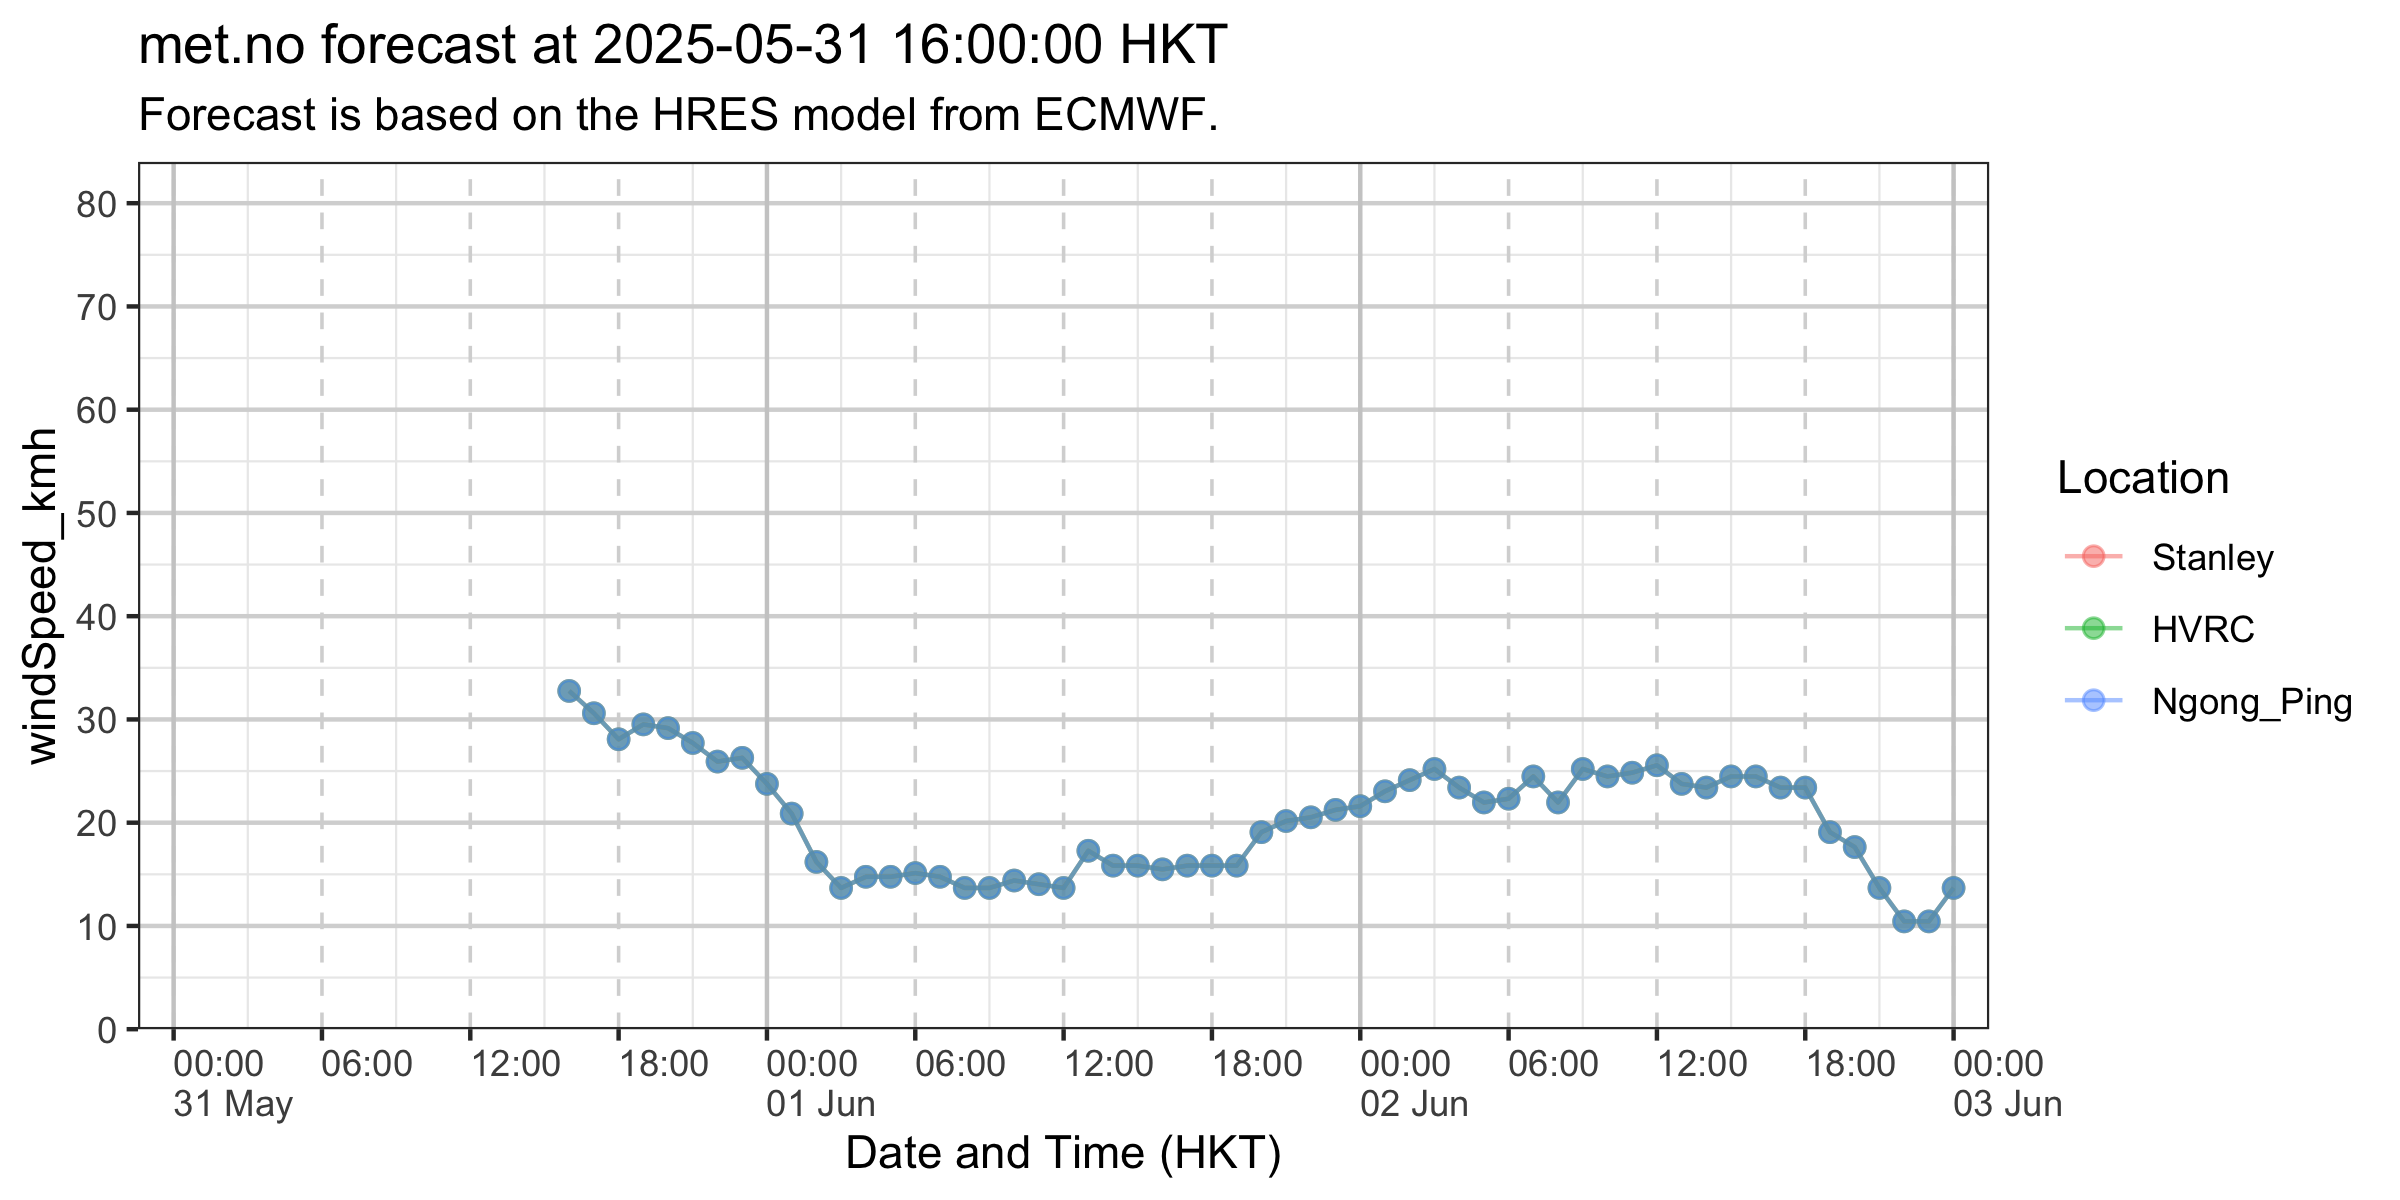 met.no forecast at 2025-05-31 16:00:00 HKT
Forecast is based on the HRES model from ECMWF.
windSpeed_kmh
80
70
60
50
40
30
20
10
0
00:00 06:00 12:00 18:00 00:00 06:00 12:00 18:00 00:00 06:00 12:00 18:00 00:00
31 May 01 Jun 02 Jun 03 Jun
Date and Time (HKT)
Location
Stanley
HVRC
Ngong_Ping